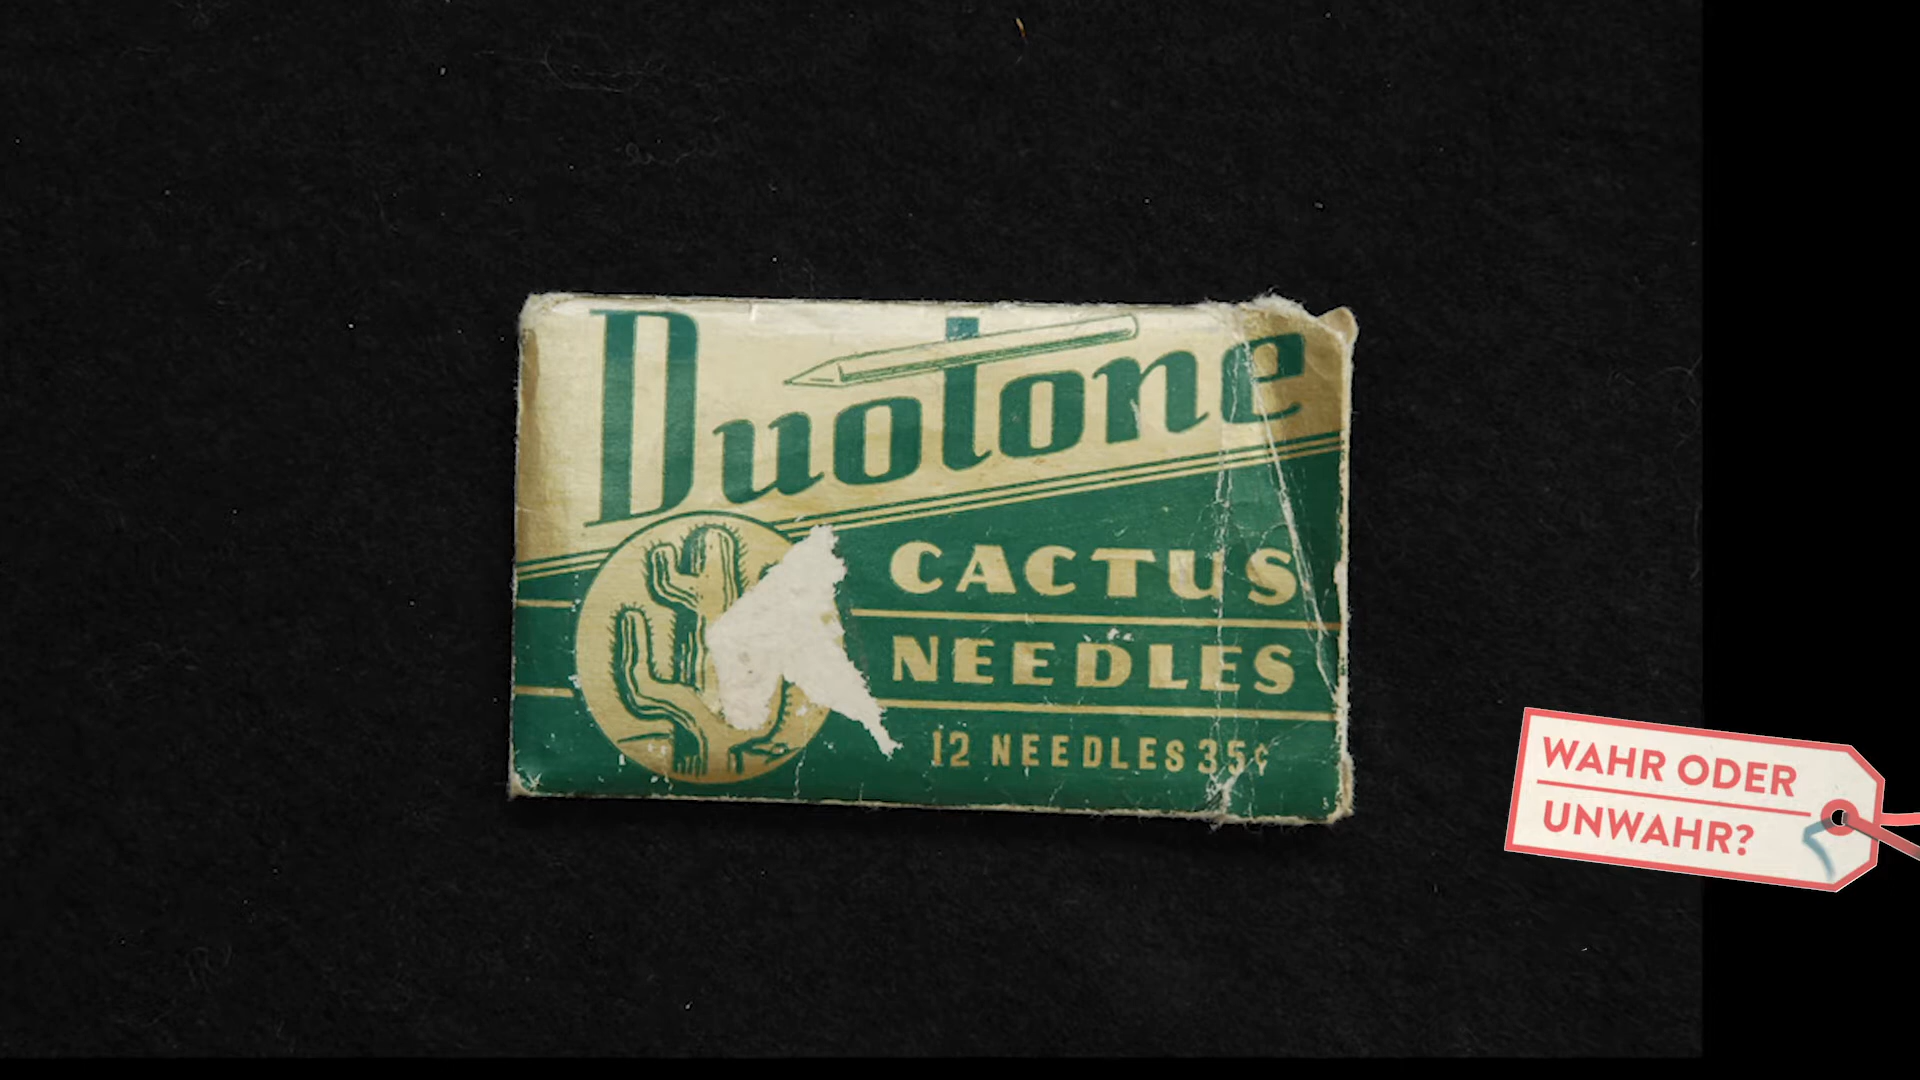 Duotone
CACTUS
NEEDLES
12 NEEDLES 35¢
WAHR ODER
UNWAHR?